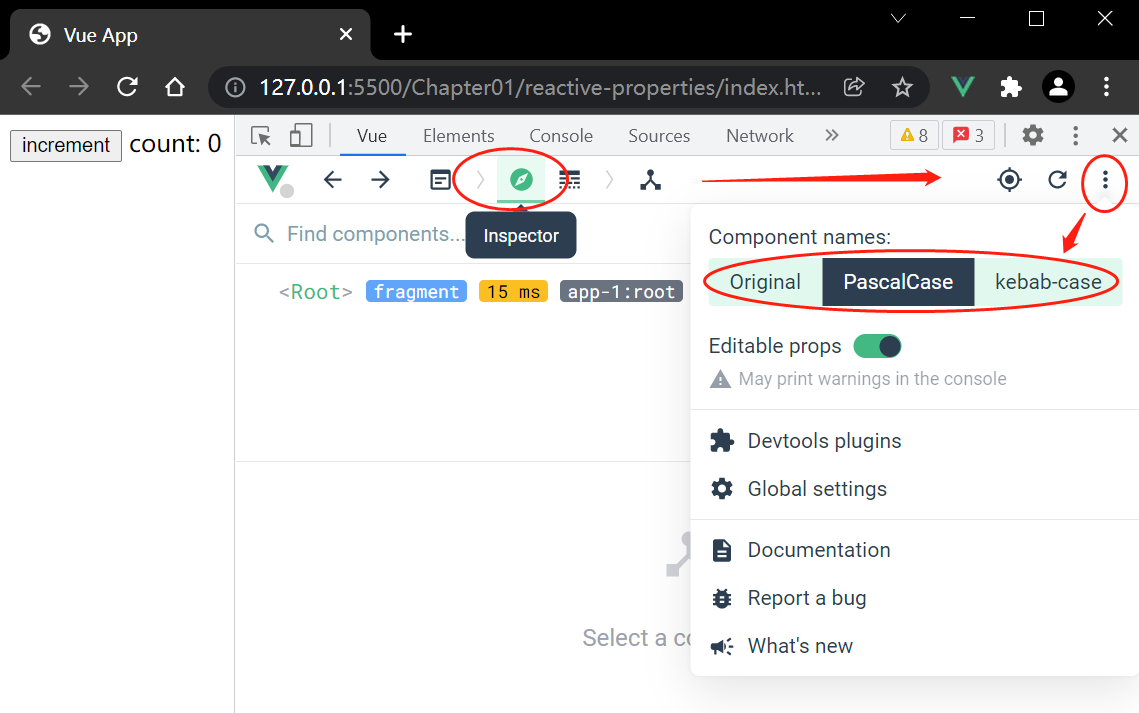 Vue App
127.0.0.1:5500/Chapter01/reactive-properties/index.ht...
increment count: 0
Vue Elements Console Sources Network 8 3
Find components...
Inspector
Component names:
Original PascalCase kebab-case
<Root> fragment 15 ms app-1:root
Editable props
May print warnings in the console
Devtools plugins
Global settings
Documentation
Report a bug
Select a co
What's new